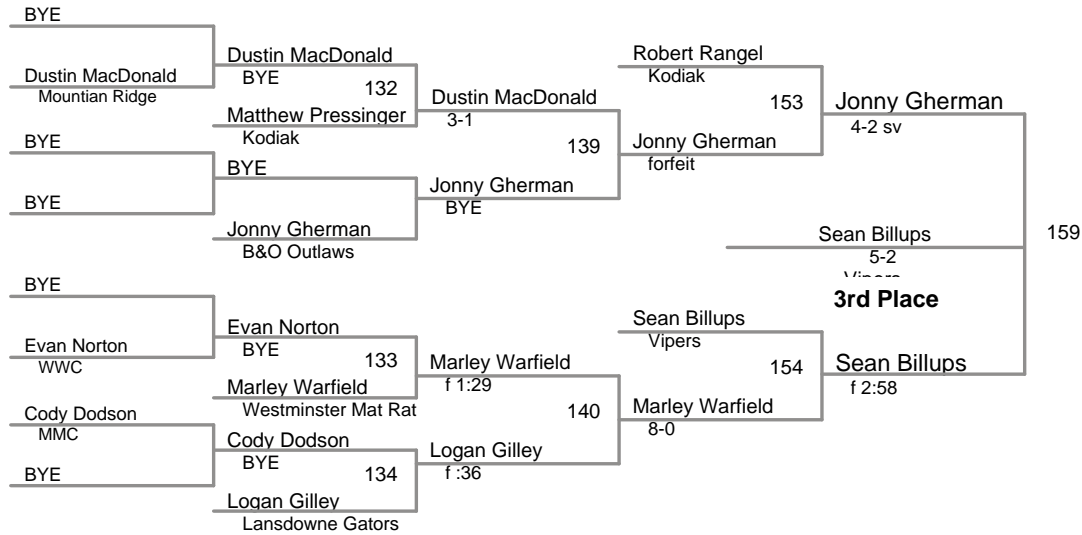 BYE
Dustin MacDonald
Mountian Ridge
BYE
BYE
BYE
Evan Norton
WWC
Cody Dodson
MMC
BYE
Dustin MacDonald
BYE
132
Matthew Pressinger
Kodiak
BYE
Jonny Gherman
B&O Outlaws
Evan Norton
BYE
133
Marley Warfield
Westminster Mat Rat
Cody Dodson
BYE
134
Logan Gilley
Lansdowne Gators
Dustin MacDonald
3-1
139
Jonny Gherman
BYE
Marley Warfield
f 1:29
140
Logan Gilley
f :36
Robert Rangel
Kodiak
153
Jonny Gherman
forfeit
Sean Billups
Vipers
154
Marley Warfield
8-0
Jonny Gherman
4-2 sv
Sean Billups
5-2
Vipers
3rd Place
159
Sean Billups
f 2:58